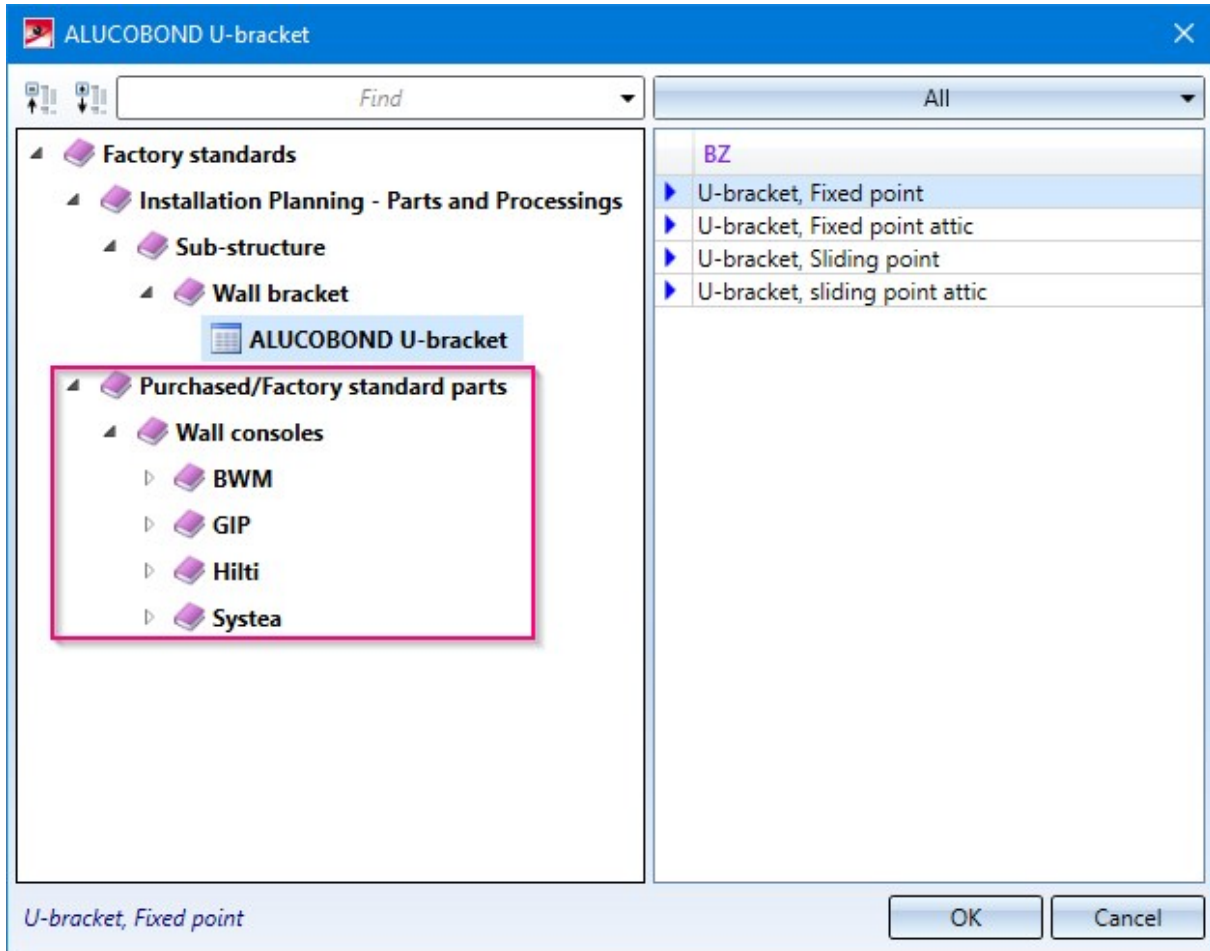 ALUCOBOND U-bracket
Find
All
Factory standards
Installation Planning - Parts and Processings
Sub-structure
Wall bracket
ALUCOBOND U-bracket
Purchased/Factory standard parts
Wall consoles
BWM
GIP
Hilti
Systea
BZ
U-bracket, Fixed point
U-bracket, Fixed point attic
U-bracket, Sliding point
U-bracket, sliding point attic
U-bracket, Fixed point
OK
Cancel